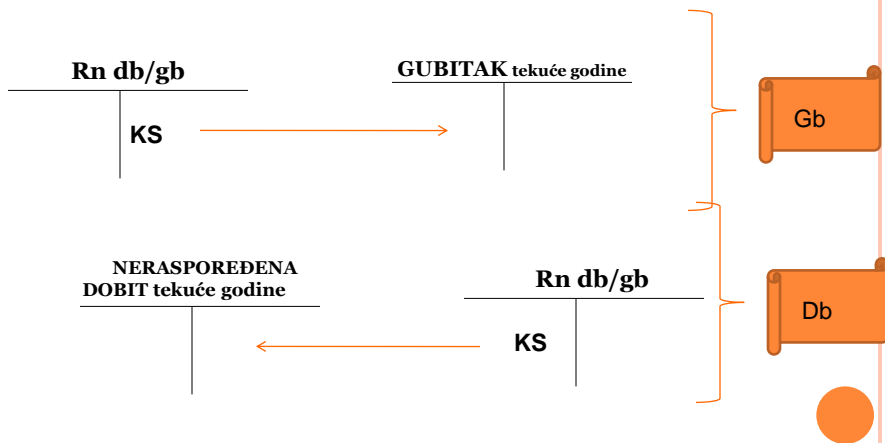 Rn db/gb
GUBITAK tekuće godine
KS
Gb
NERASPOREĐENA
DOBIT tekuće godine
Rn db/gb
KS
Db